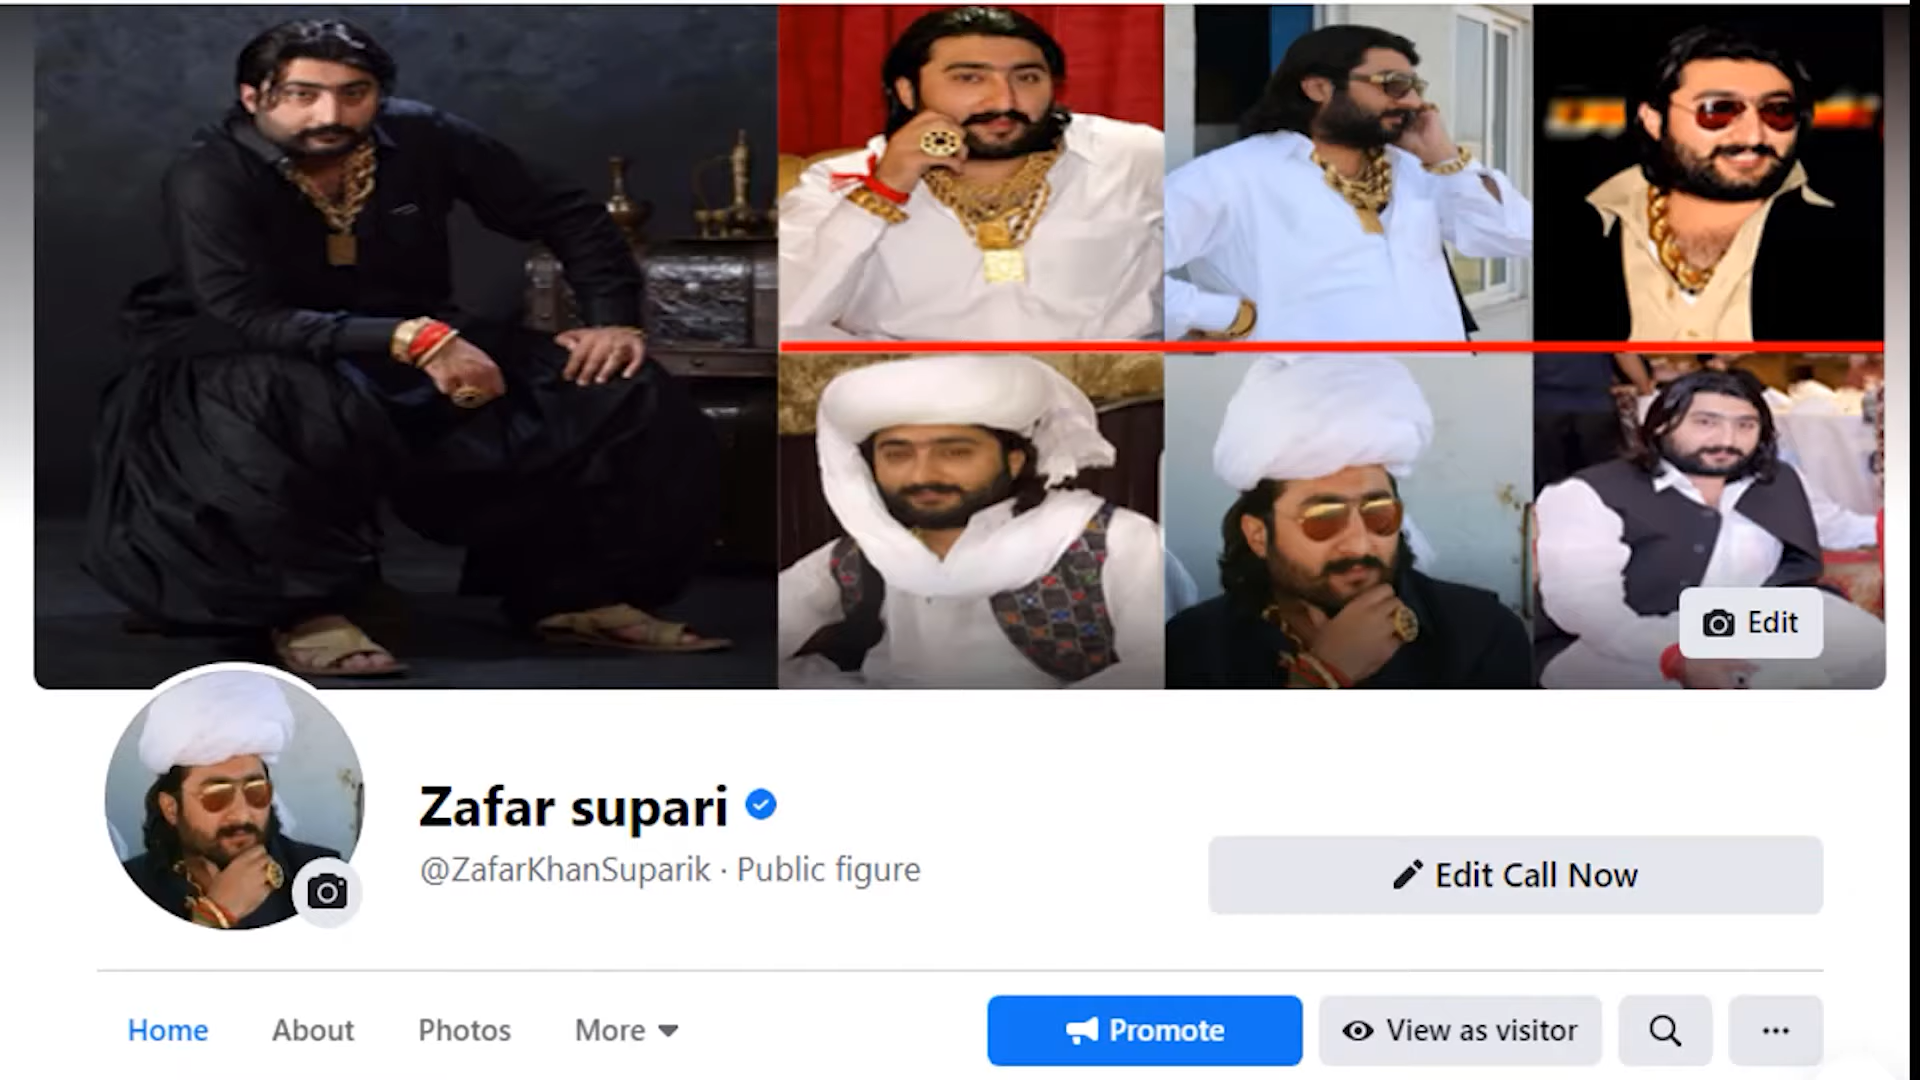 Edit
Zafar supari
@ZafarKhanSuparik · Public figure
Edit Call Now
Home About Photos More
Promote View as visitor